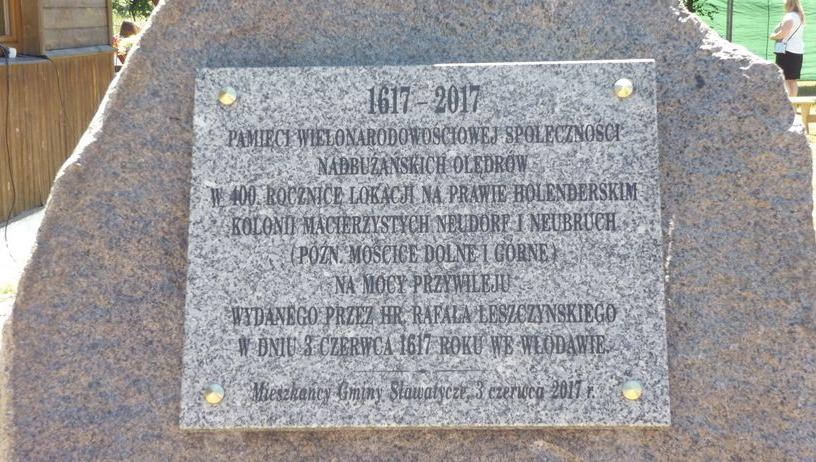 1617 – 2017
PAMIĘCI WIELONARODOWOŚCIOWEJ SPOŁECZNOŚCI
NADBUŻAŃSKICH OLĘDRÓW
W 400. ROCZNICĘ LOKACJI NA PRAWIE HOLENDERSKIM
KOLONII MACIERZYSTYCH NEUDORF I NEUBRUCH
(PÓŹN. MOŚCICE DOLNE I GÓRNE)
NA MOCY PRZYWILEJU
WYDANEGO PRZEZ HR. RAFAŁA LESZCZYŃSKIEGO
W DNIU 3 CZERWCA 1617 ROKU WE WŁODAWIE.
Mieszkańcy Gminy Sławatycze, 3 czerwca 2017 r.